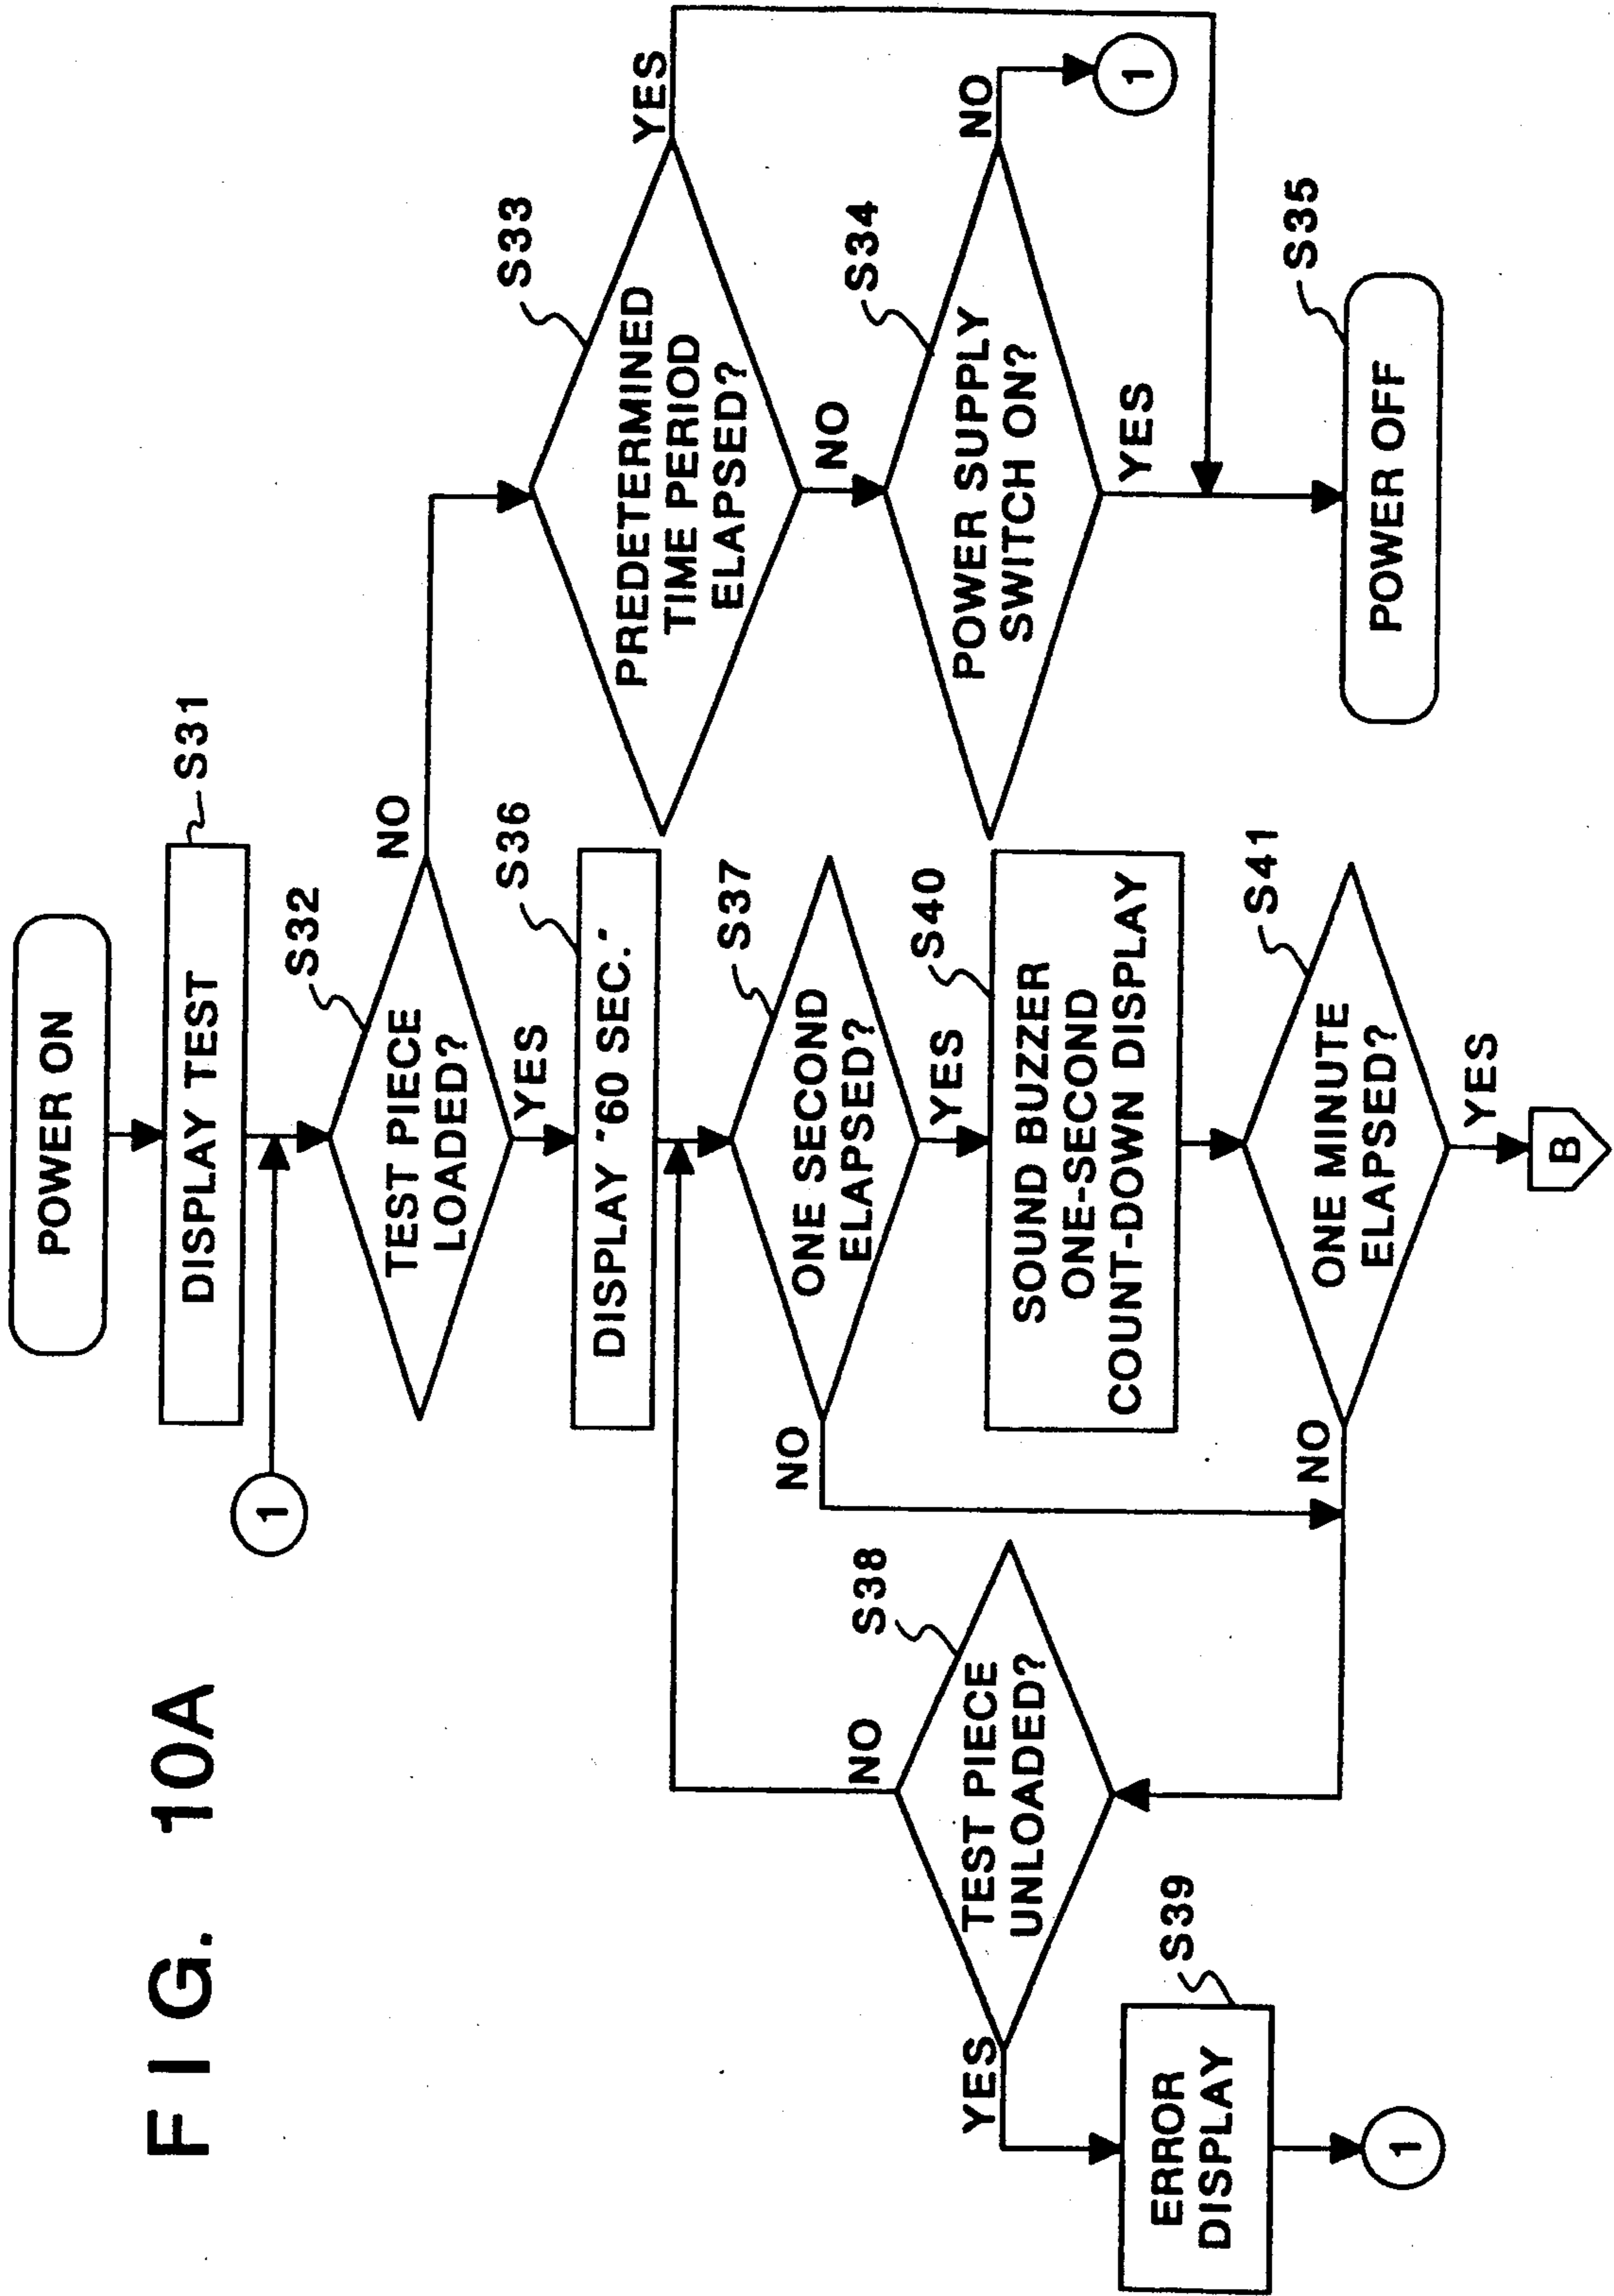 FIG. 10A
POWER ON
DISPLAY TEST
S31
1
TEST PIECE
LOADED?
S32
NO
YES
PREDETERMINED
TIME PERIOD
ELAPSED?
S33
YES
NO
POWER SUPPLY
SWITCH ON?
S34
NO
1
YES
POWER OFF
S35
DISPLAY "60 SEC."
S36
ONE SECOND
ELAPSED?
S37
NO
YES
SOUND BUZZER
ONE-SECOND
COUNT-DOWN DISPLAY
S40
ONE MINUTE
ELAPSED?
S41
NO
YES
B
TEST PIECE
UNLOADED?
S38
NO
YES
ERROR
DISPLAY
S39
1